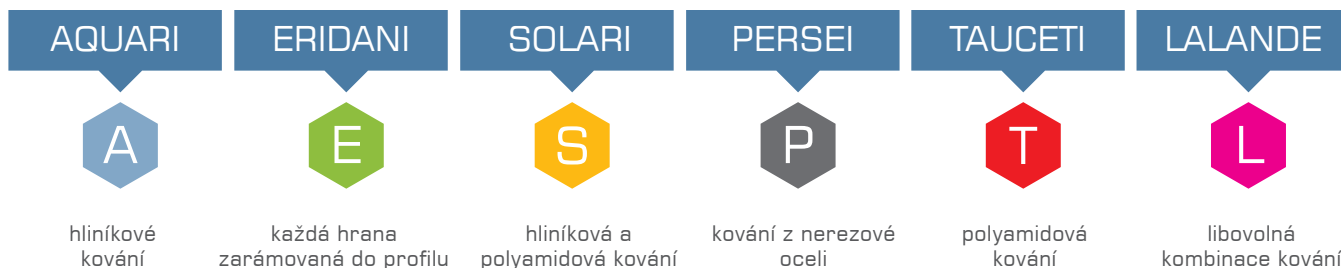 AQUARI
ERIDANI
SOLARI
PERSEI
TAUCETI
LALANDE
A
E
S
P
T
L
hliníkové
kování
každá hrana
zarámovaná do profilu
hliníková a
polyamidová kování
kování z nerezové
oceli
polyamidová
kování
libovolná
kombinace kování